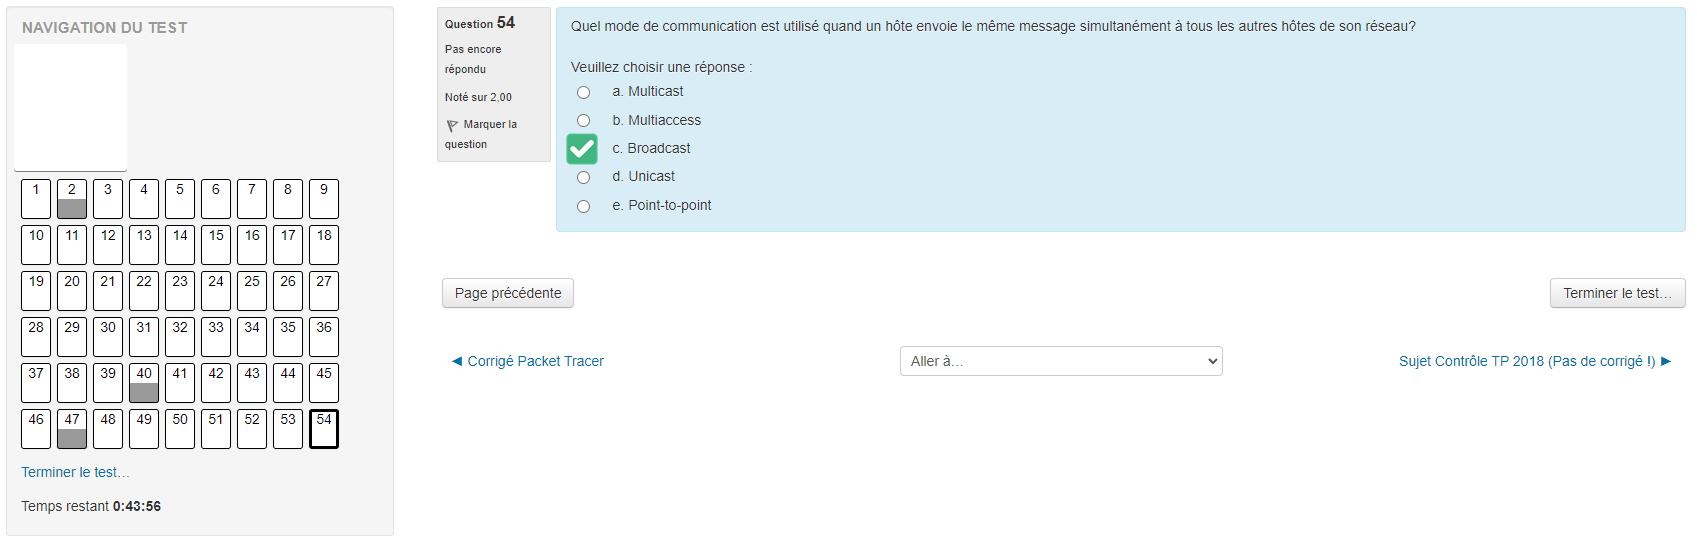 NAVIGATION DU TEST
1 2 3 4 5 6 7 8 9
10 11 12 13 14 15 16 17 18
19 20 21 22 23 24 25 26 27
28 29 30 31 32 33 34 35 36
37 38 39 40 41 42 43 44 45
46 47 48 49 50 51 52 53 54
Terminer le test…
Temps restant 0:43:56
Question 54
Pas encore
répondu
Noté sur 2,00
Marquer la
question
Quel mode de communication est utilisé quand un hôte envoie le même message simultanément à tous les autres hôtes de son réseau?
Veuillez choisir une réponse :
a. Multicast
b. Multiaccess
c. Broadcast
d. Unicast
e. Point-to-point
Page précédente
Terminer le test…
◄ Corrigé Packet Tracer
Aller à…
Sujet Contrôle TP 2018 (Pas de corrigé !) ►